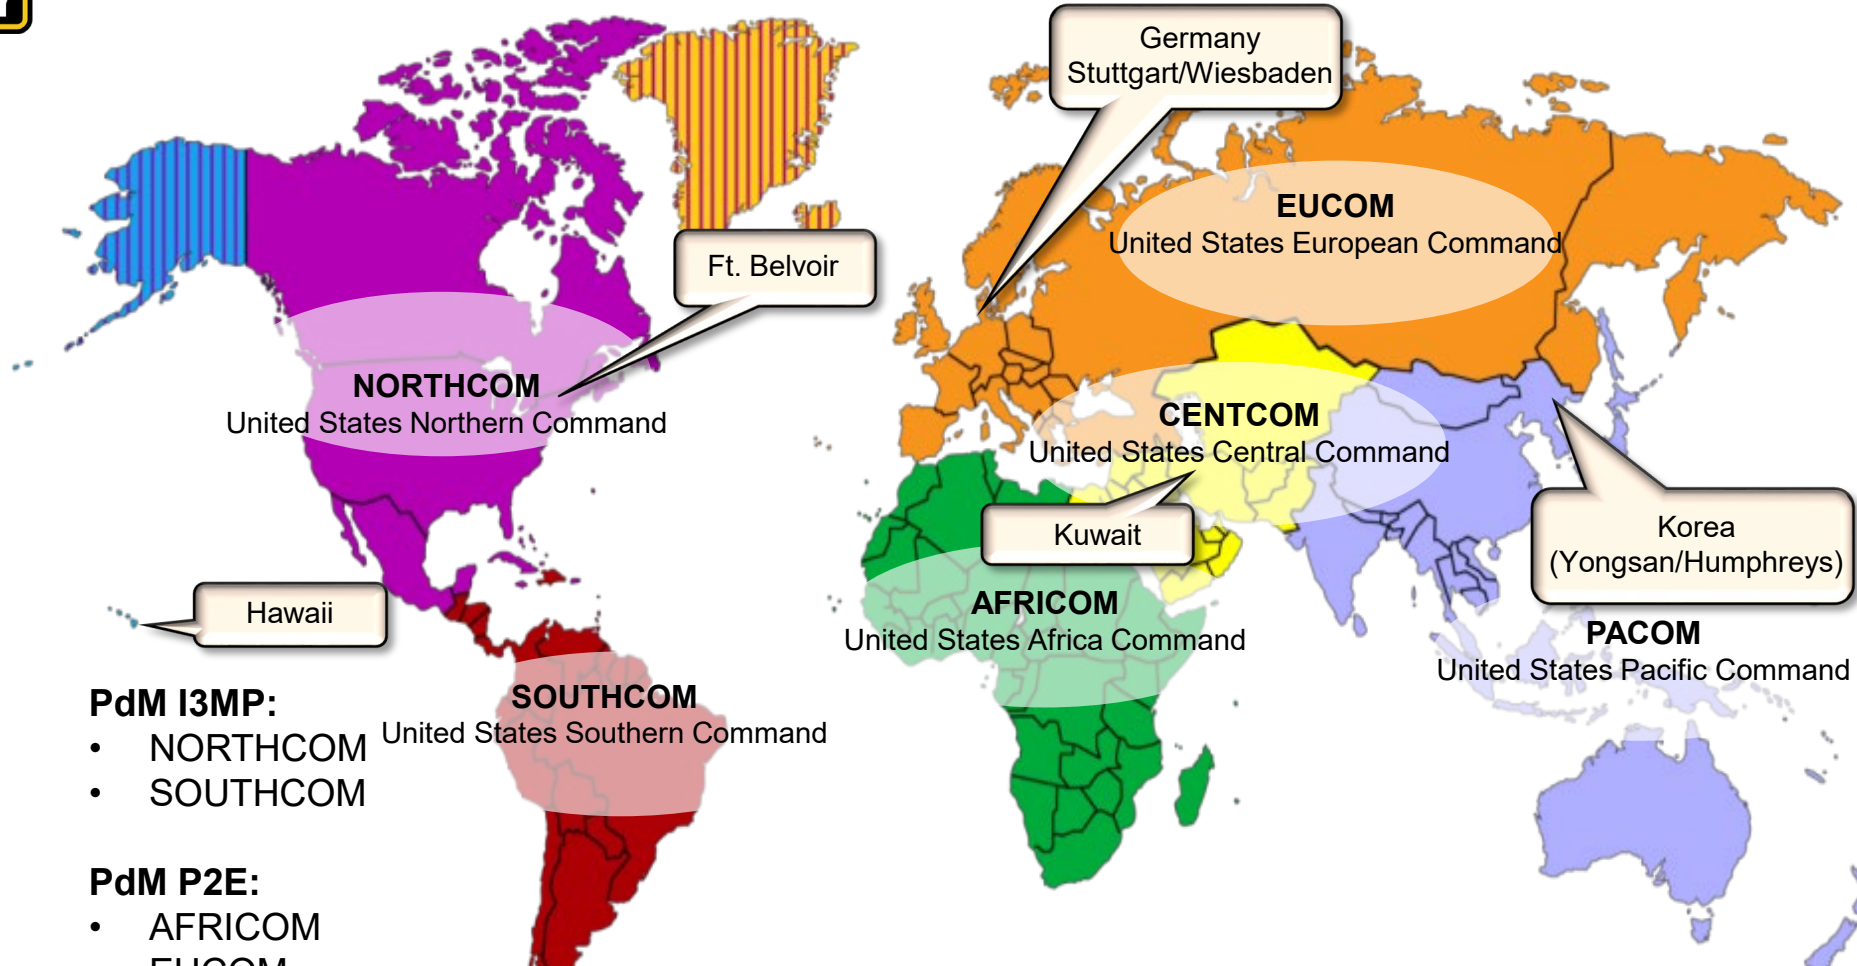 Germany
Stuttgart/Wiesbaden
EUCOM
United States European Command
Ft. Belvoir
NORTHCOM
United States Northern Command
CENTCOM
United States Central Command
Kuwait
Korea
(Yongsan/Humphreys)
AFRICOM
United States Africa Command
Hawaii
PACOM
United States Pacific Command
SOUTHCOM
United States Southern Command
PdM I3MP:
• NORTHCOM
• SOUTHCOM
PdM P2E:
• AFRICOM
EUCOM